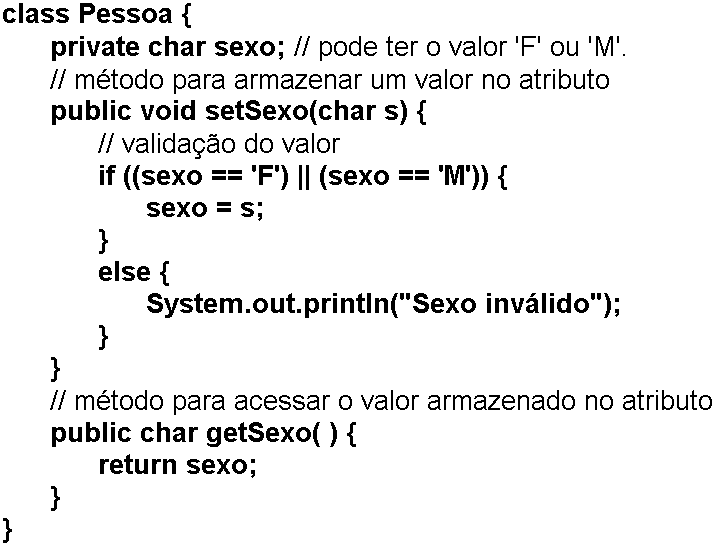 class Pessoa {
private char sexo; // pode ter o valor 'F' ou 'M'.
// método para armazenar um valor no atributo
public void setSexo(char s) {
// validação do valor
if ((sexo == 'F') || (sexo == 'M')) {
sexo = s;
}
else {
System.out.println("Sexo inválido");
}
}
// método para acessar o valor armazenado no atributo
public char getSexo( ) {
return sexo;
}
}